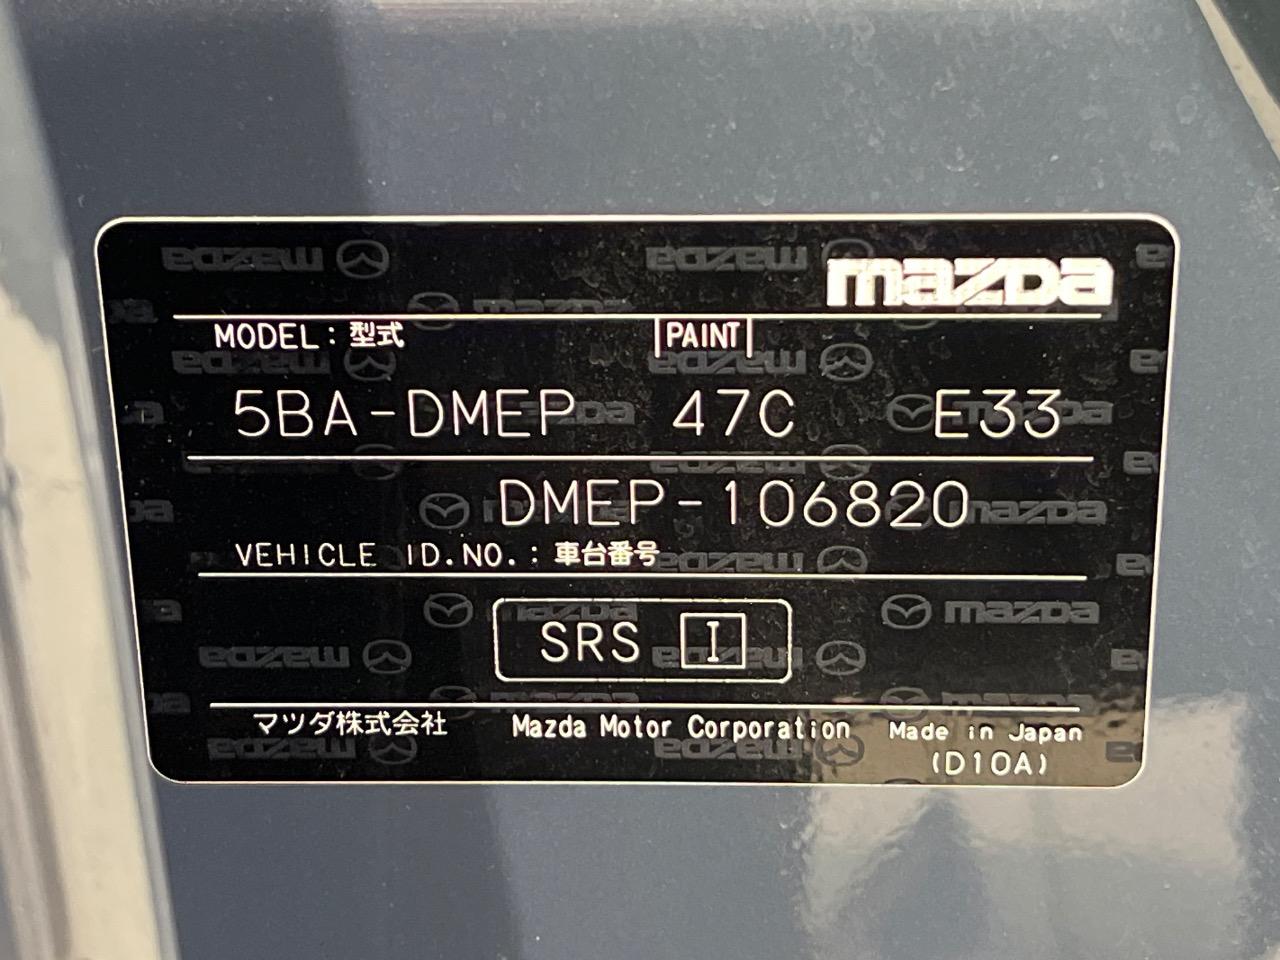 mazda
MODEL:型式 PAINT
5BA-DMEP 47C E33
DMEP-106820
VEHICLE ID.NO.:車台番号
SRS I
マツダ株式会社 Mazda Motor Corporation Made in Japan
(D10A)